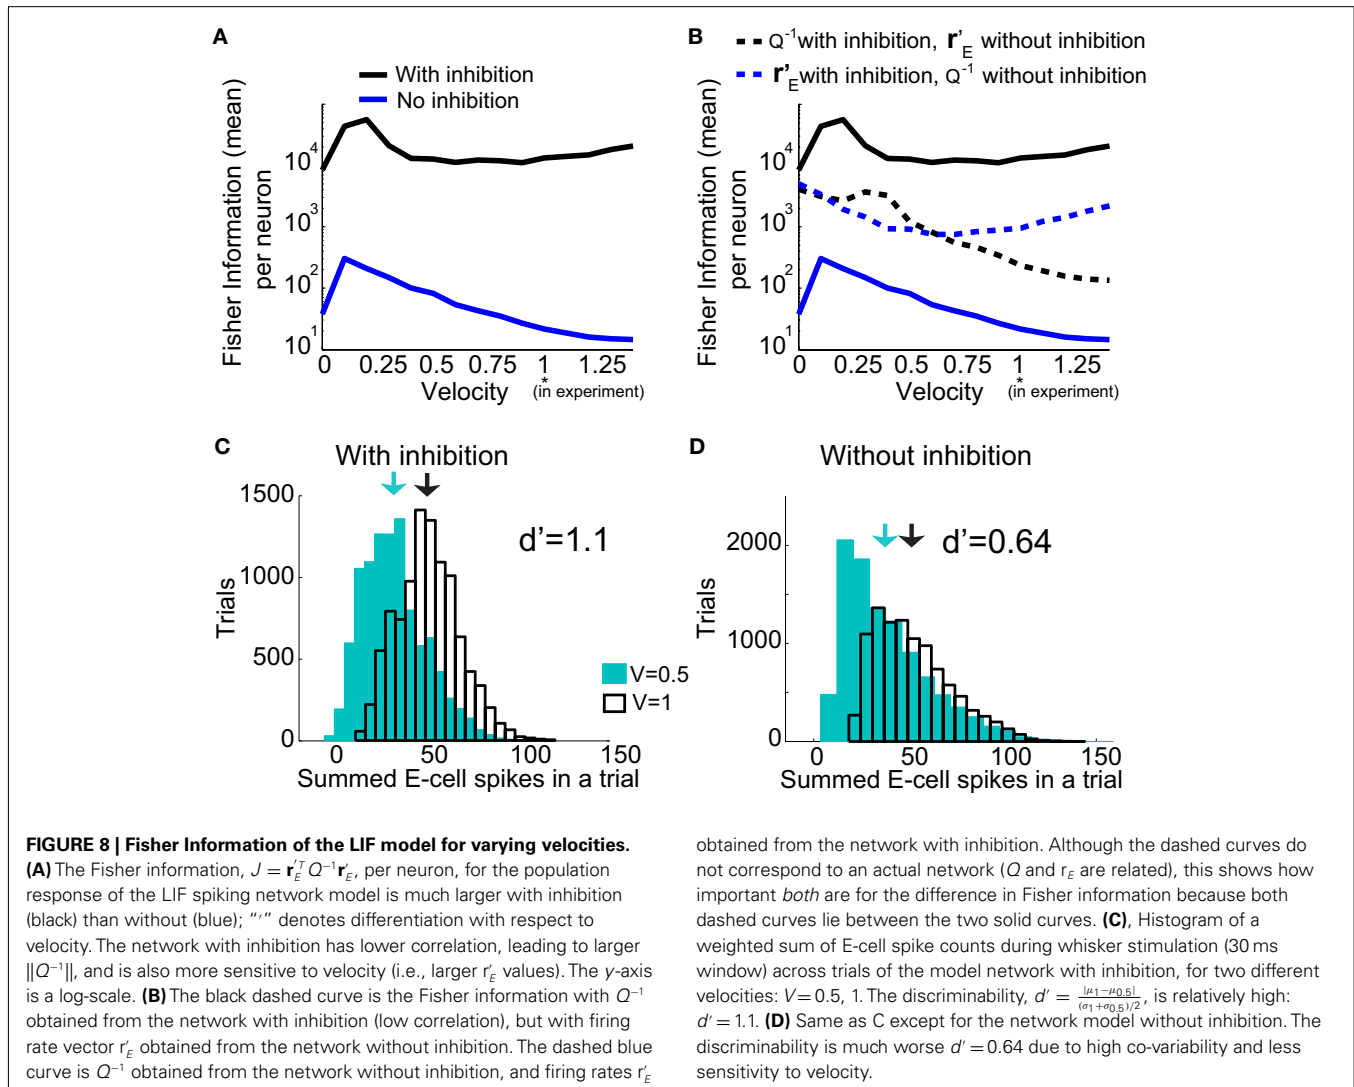 A
With inhibition
No inhibition
Fisher Information (mean)
per neuron
10^4
10^3
10^2
10^1
0 0.25 0.5 0.75 1 1.25
*
Velocity (in experiment)
B
Q^-1 with inhibition, r'_E without inhibition
r'_E with inhibition, Q^-1 without inhibition
Fisher Information (mean)
per neuron
10^4
10^3
10^2
10^1
0 0.25 0.5 0.75 1 1.25
*
Velocity (in experiment)
C
With inhibition
d'=1.1
Trials
1500
1000
500
0
0 50 100 150
Summed E-cell spikes in a trial
V=0.5
V=1
D
Without inhibition
d'=0.64
Trials
2000
1000
0
0 50 100 150
Summed E-cell spikes in a trial
FIGURE 8 | Fisher Information of the LIF model for varying velocities.
(A) The Fisher information, J = r'_E^T Q^-1 r'_E, per neuron, for the population
response of the LIF spiking network model is much larger with inhibition
(black) than without (blue); “′” denotes differentiation with respect to
velocity. The network with inhibition has lower correlation, leading to larger
‖Q^-1‖, and is also more sensitive to velocity (i.e., larger r'_E values). The y-axis
is a log-scale. (B) The black dashed curve is the Fisher information with Q^-1
obtained from the network with inhibition (low correlation), but with firing
rate vector r'_E obtained from the network without inhibition. The dashed blue
curve is Q^-1 obtained from the network without inhibition, and firing rates r'_E
obtained from the network with inhibition. Although the dashed curves do
not correspond to an actual network (Q and r_E are related), this shows how
important both are for the difference in Fisher information because both
dashed curves lie between the two solid curves. (C), Histogram of a
weighted sum of E-cell spike counts during whisker stimulation (30 ms
window) across trials of the model network with inhibition, for two different
velocities: V = 0.5, 1. The discriminability, d' = |μ_1−μ_0.5| / (σ_1+σ_0.5)/2, is relatively high:
d' = 1.1. (D) Same as C except for the network model without inhibition. The
discriminability is much worse d' = 0.64 due to high co-variability and less
sensitivity to velocity.